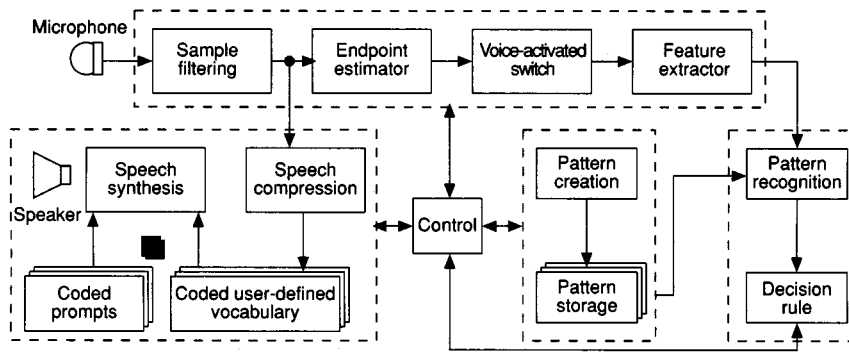 Microphone
Sample
filtering
Endpoint
estimator
Voice-activated
switch
Feature
extractor
Speaker
Speech
synthesis
Speech
compression
Control
Pattern
creation
Pattern
recognition
Coded
prompts
Coded user-defined
vocabulary
Pattern
storage
Decision
rule